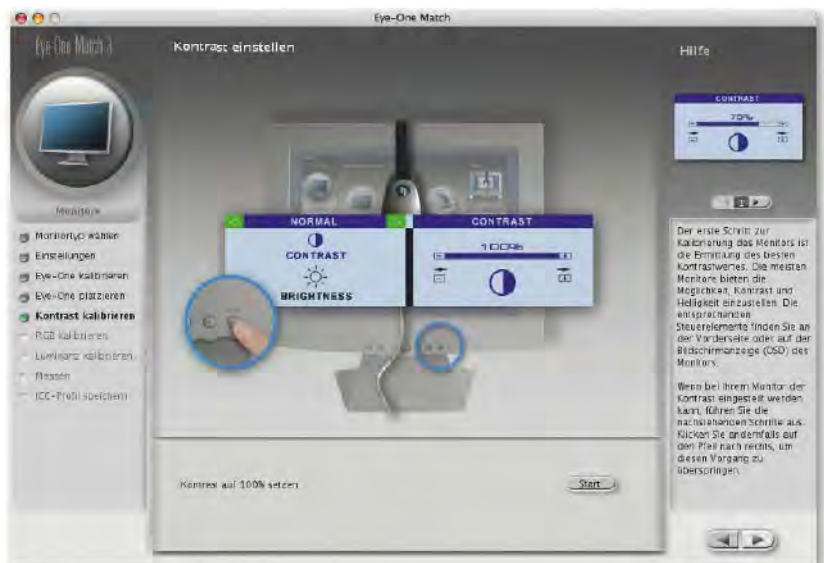 Eye-One Match
Eye-One Match 3
Monitore
Monitortyp wählen
Einstellungen
Eye-One kalibrieren
Eye-One platzieren
Kontrast kalibrieren
RGB kalibrieren
Luminanz kalibrieren
Messen
ICC-Profil speichern
Kontrast einstellen
NORMAL
CONTRAST
BRIGHTNESS
CONTRAST
100%
Kontrast auf 100% setzen
Start
Hilfe
CONTRAST
70%
1
Der erste Schritt zur
Kalibrierung des Monitors ist
die Ermittlung des besten
Kontrastwertes. Die meisten
Monitore bieten die
Möglichkeit, Kontrast und
Helligkeit einzustellen. Die
entsprechenden
Steuerelemente finden Sie an
der Vorderseite oder auf der
Bildschirmanzeige (OSD) des
Monitors.
Wenn bei Ihrem Monitor der
Kontrast eingestellt werden
kann, führen Sie die
nachstehenden Schritte aus.
Klicken Sie andernfalls auf
den Pfeil nach rechts, um
diesen Vorgang zu
überspringen.